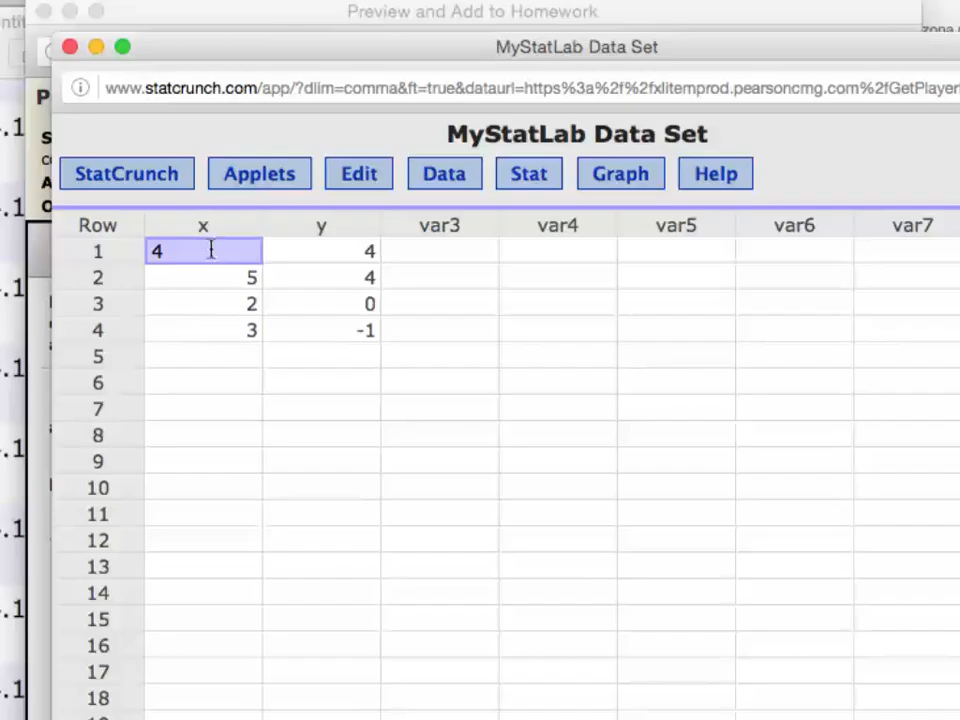 Preview and Add to Homework
MyStatLab Data Set
www.statcrunch.com/app/?dlim=comma&ft=true&dataurl=https%3a%2f%2fxlitemprod.pearsoncmg.com%2fGetPlayer
MyStatLab Data Set
StatCrunch Applets Edit Data Stat Graph Help
Row x y var3 var4 var5 var6 var7
1 4 4
2 5 4
3 2 0
4 3 -1
5
6
7
8
9
10
11
12
13
14
15
16
17
18